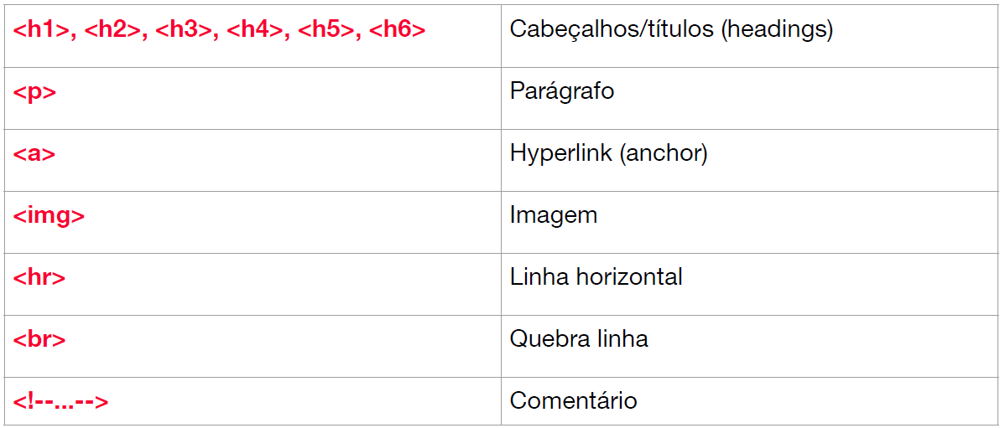 <h1>, <h2>, <h3>, <h4>, <h5>, <h6> Cabeçalhos/títulos (headings)
<p> Parágrafo
<a> Hyperlink (anchor)
<img> Imagem
<hr> Linha horizontal
<br> Quebra linha
<!--...--> Comentário